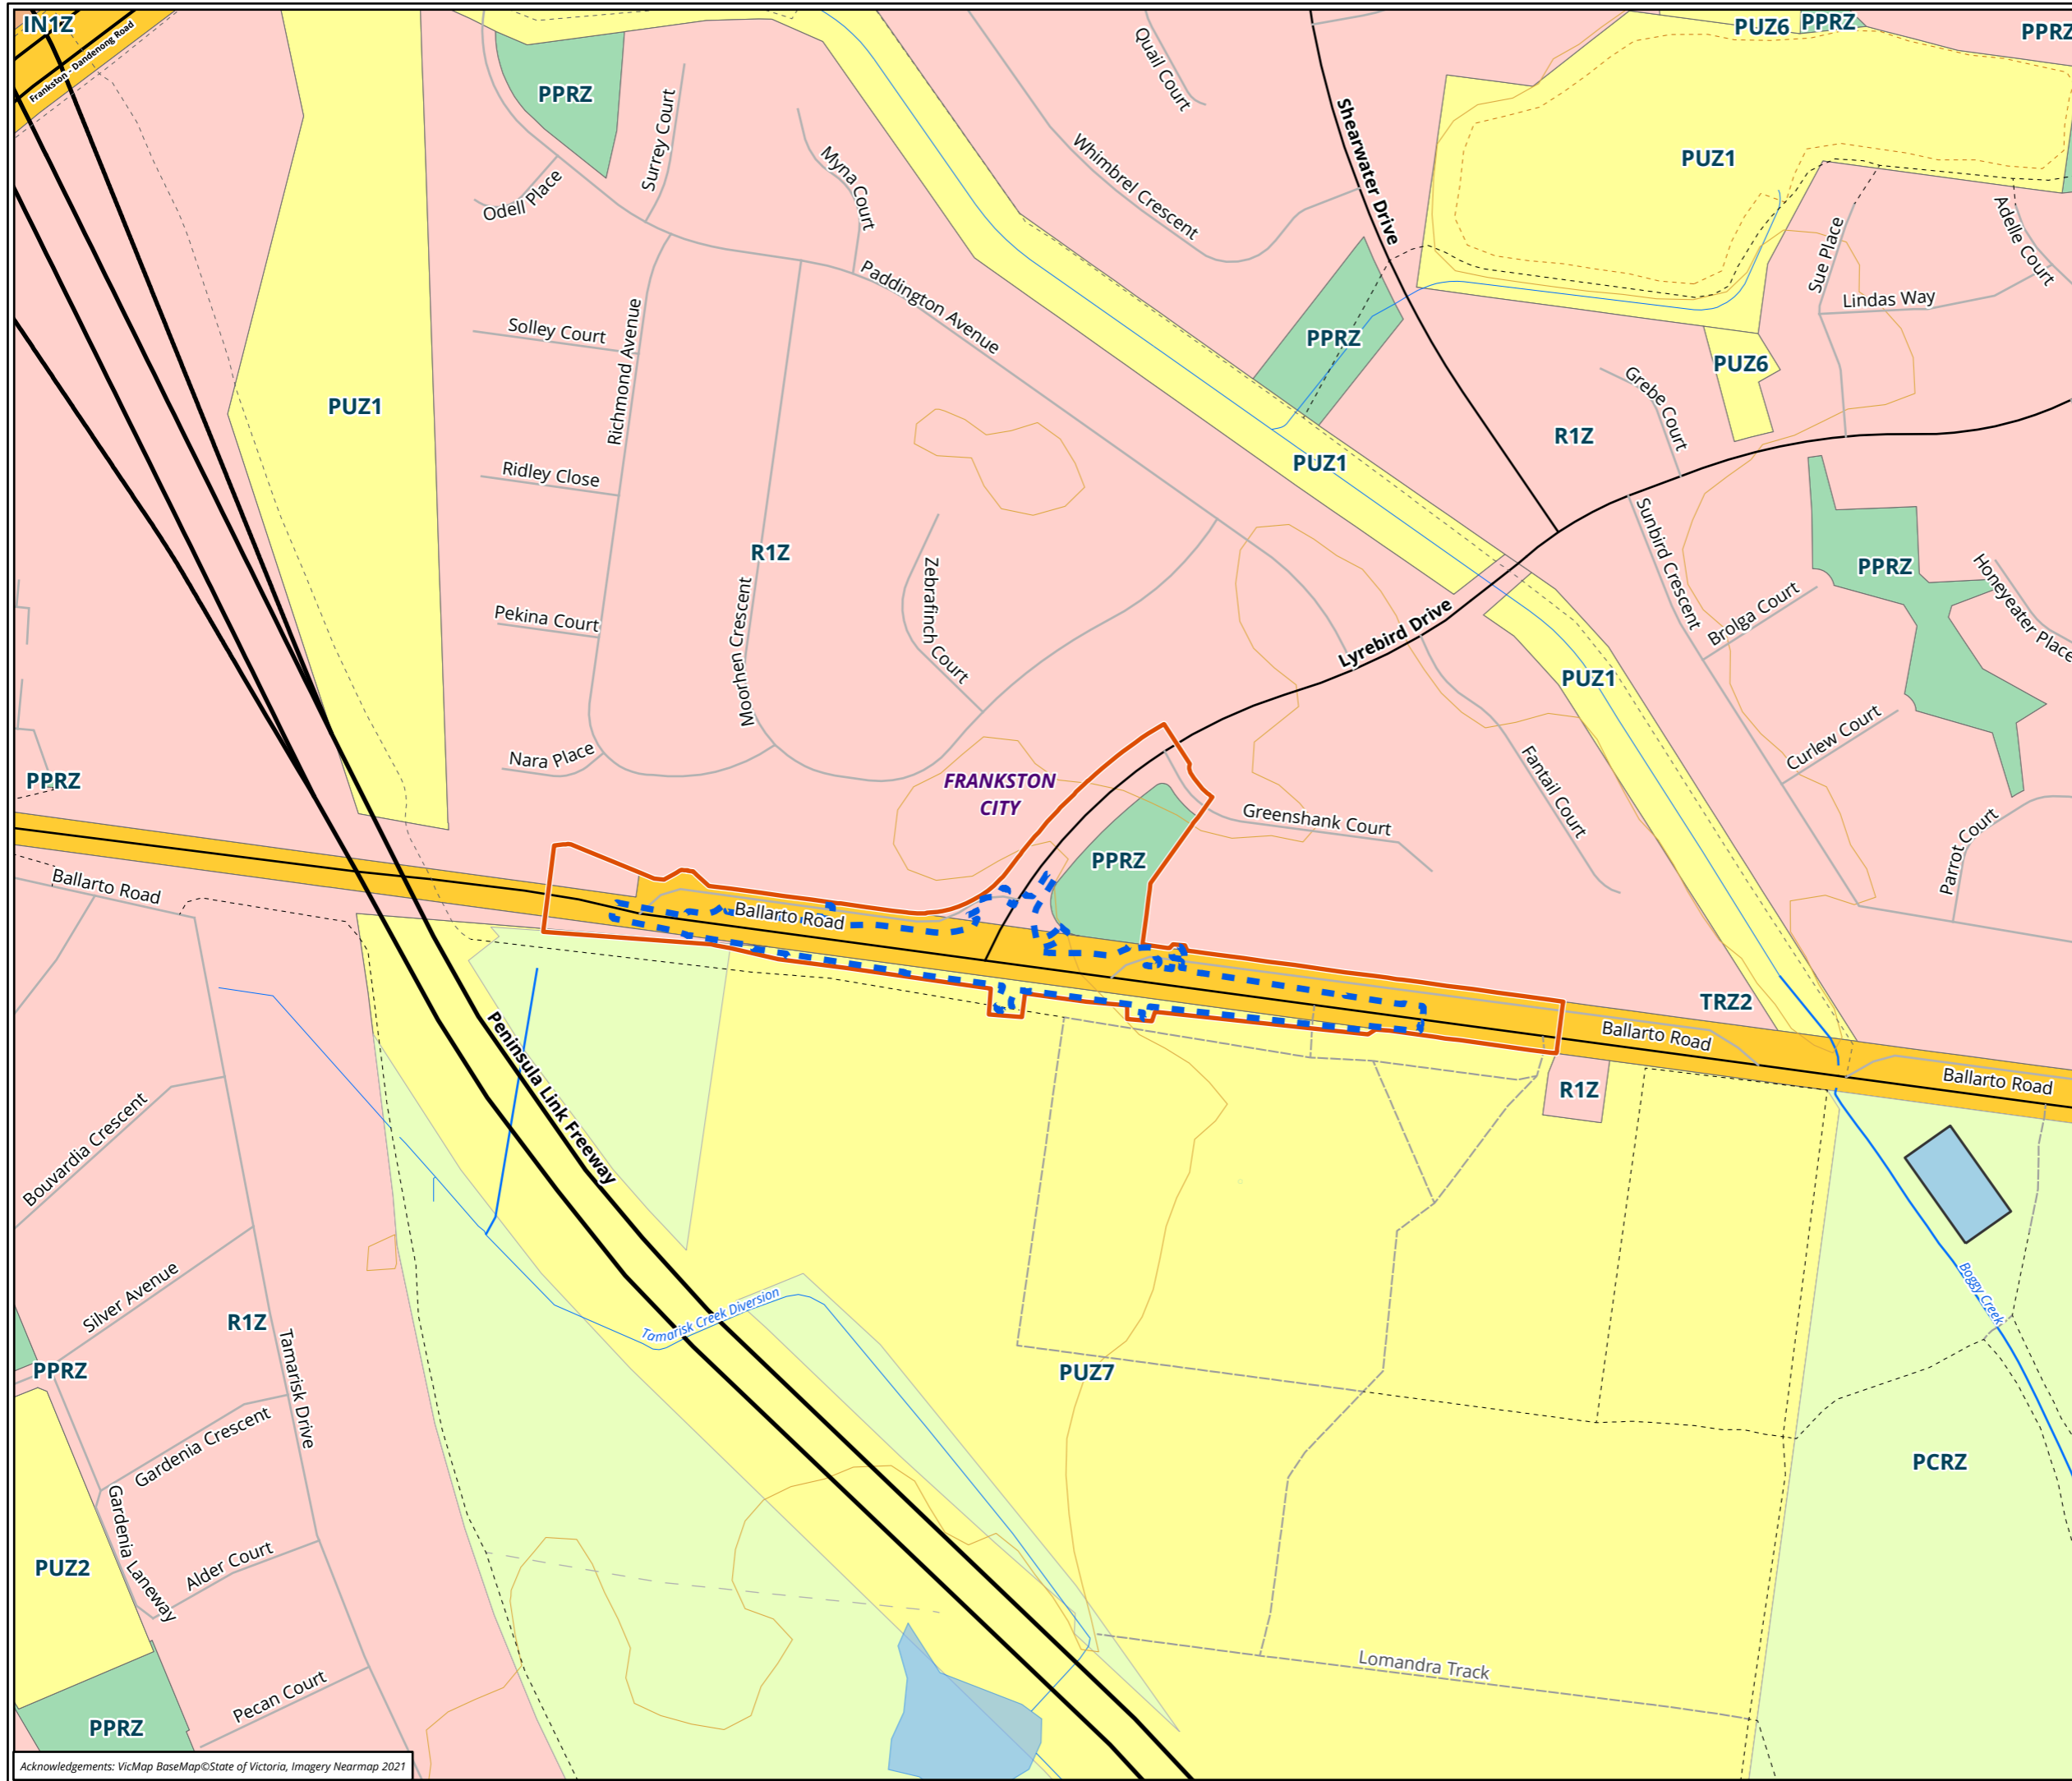 IN1Z
Frankston - Dandenong Road
PPRZ
Surrey Court
Odell Place
Myna Court
Quail Court
Whimbrel Crescent
Shearwater Drive
PUZ6
PPRZ
PPRZ
PUZ1
Sue Place
Adelle Court
Lindas Way
Paddington Avenue
Richmond Avenue
Solley Court
PPRZ
PUZ6
Grebe Court
PUZ1
R1Z
PUZ1
Ridley Close
R1Z
Zebrafinch Court
Sunbird Crescent
PPRZ
Honeyeater Place
Brolga Court
Pekina Court
Moorhen Crescent
Lyrebird Drive
PUZ1
Curlew Court
Nara Place
PPRZ
FRANKSTON
CITY
Fantail Court
Greenshank Court
Parrot Court
PPRZ
Ballarto Road
Ballarto Road
TRZ2
Ballarto Road
Ballarto Road
R1Z
Peninsula Link Freeway
Bouvardia Crescent
Silver Avenue
Boggy Creek
R1Z
Tamarisk Creek Diversion
Tamarisk Drive
PPRZ
PUZ7
Gardenia Crescent
PCRZ
Gardenia Laneway
Alder Court
PUZ2
Lomandra Track
Pecan Court
PPRZ
Acknowledgements: VicMap BaseMap©State of Victoria, Imagery Nearmap 2021